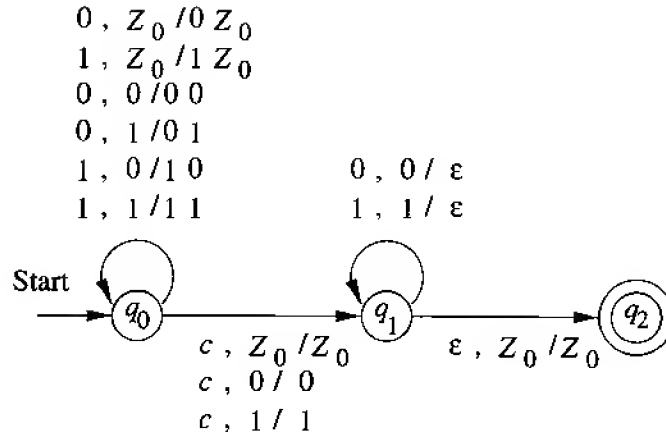 0 , Z₀ / 0 Z₀
1 , Z₀ / 1 Z₀
0 , 0 / 0 0
0 , 1 / 0 1
1 , 0 / 1 0
1 , 1 / 1 1
0 , 0 / ε
1 , 1 / ε
Start
q₀
q₁
q₂
c , Z₀ / Z₀
c , 0 / 0
c , 1 / 1
ε , Z₀ / Z₀